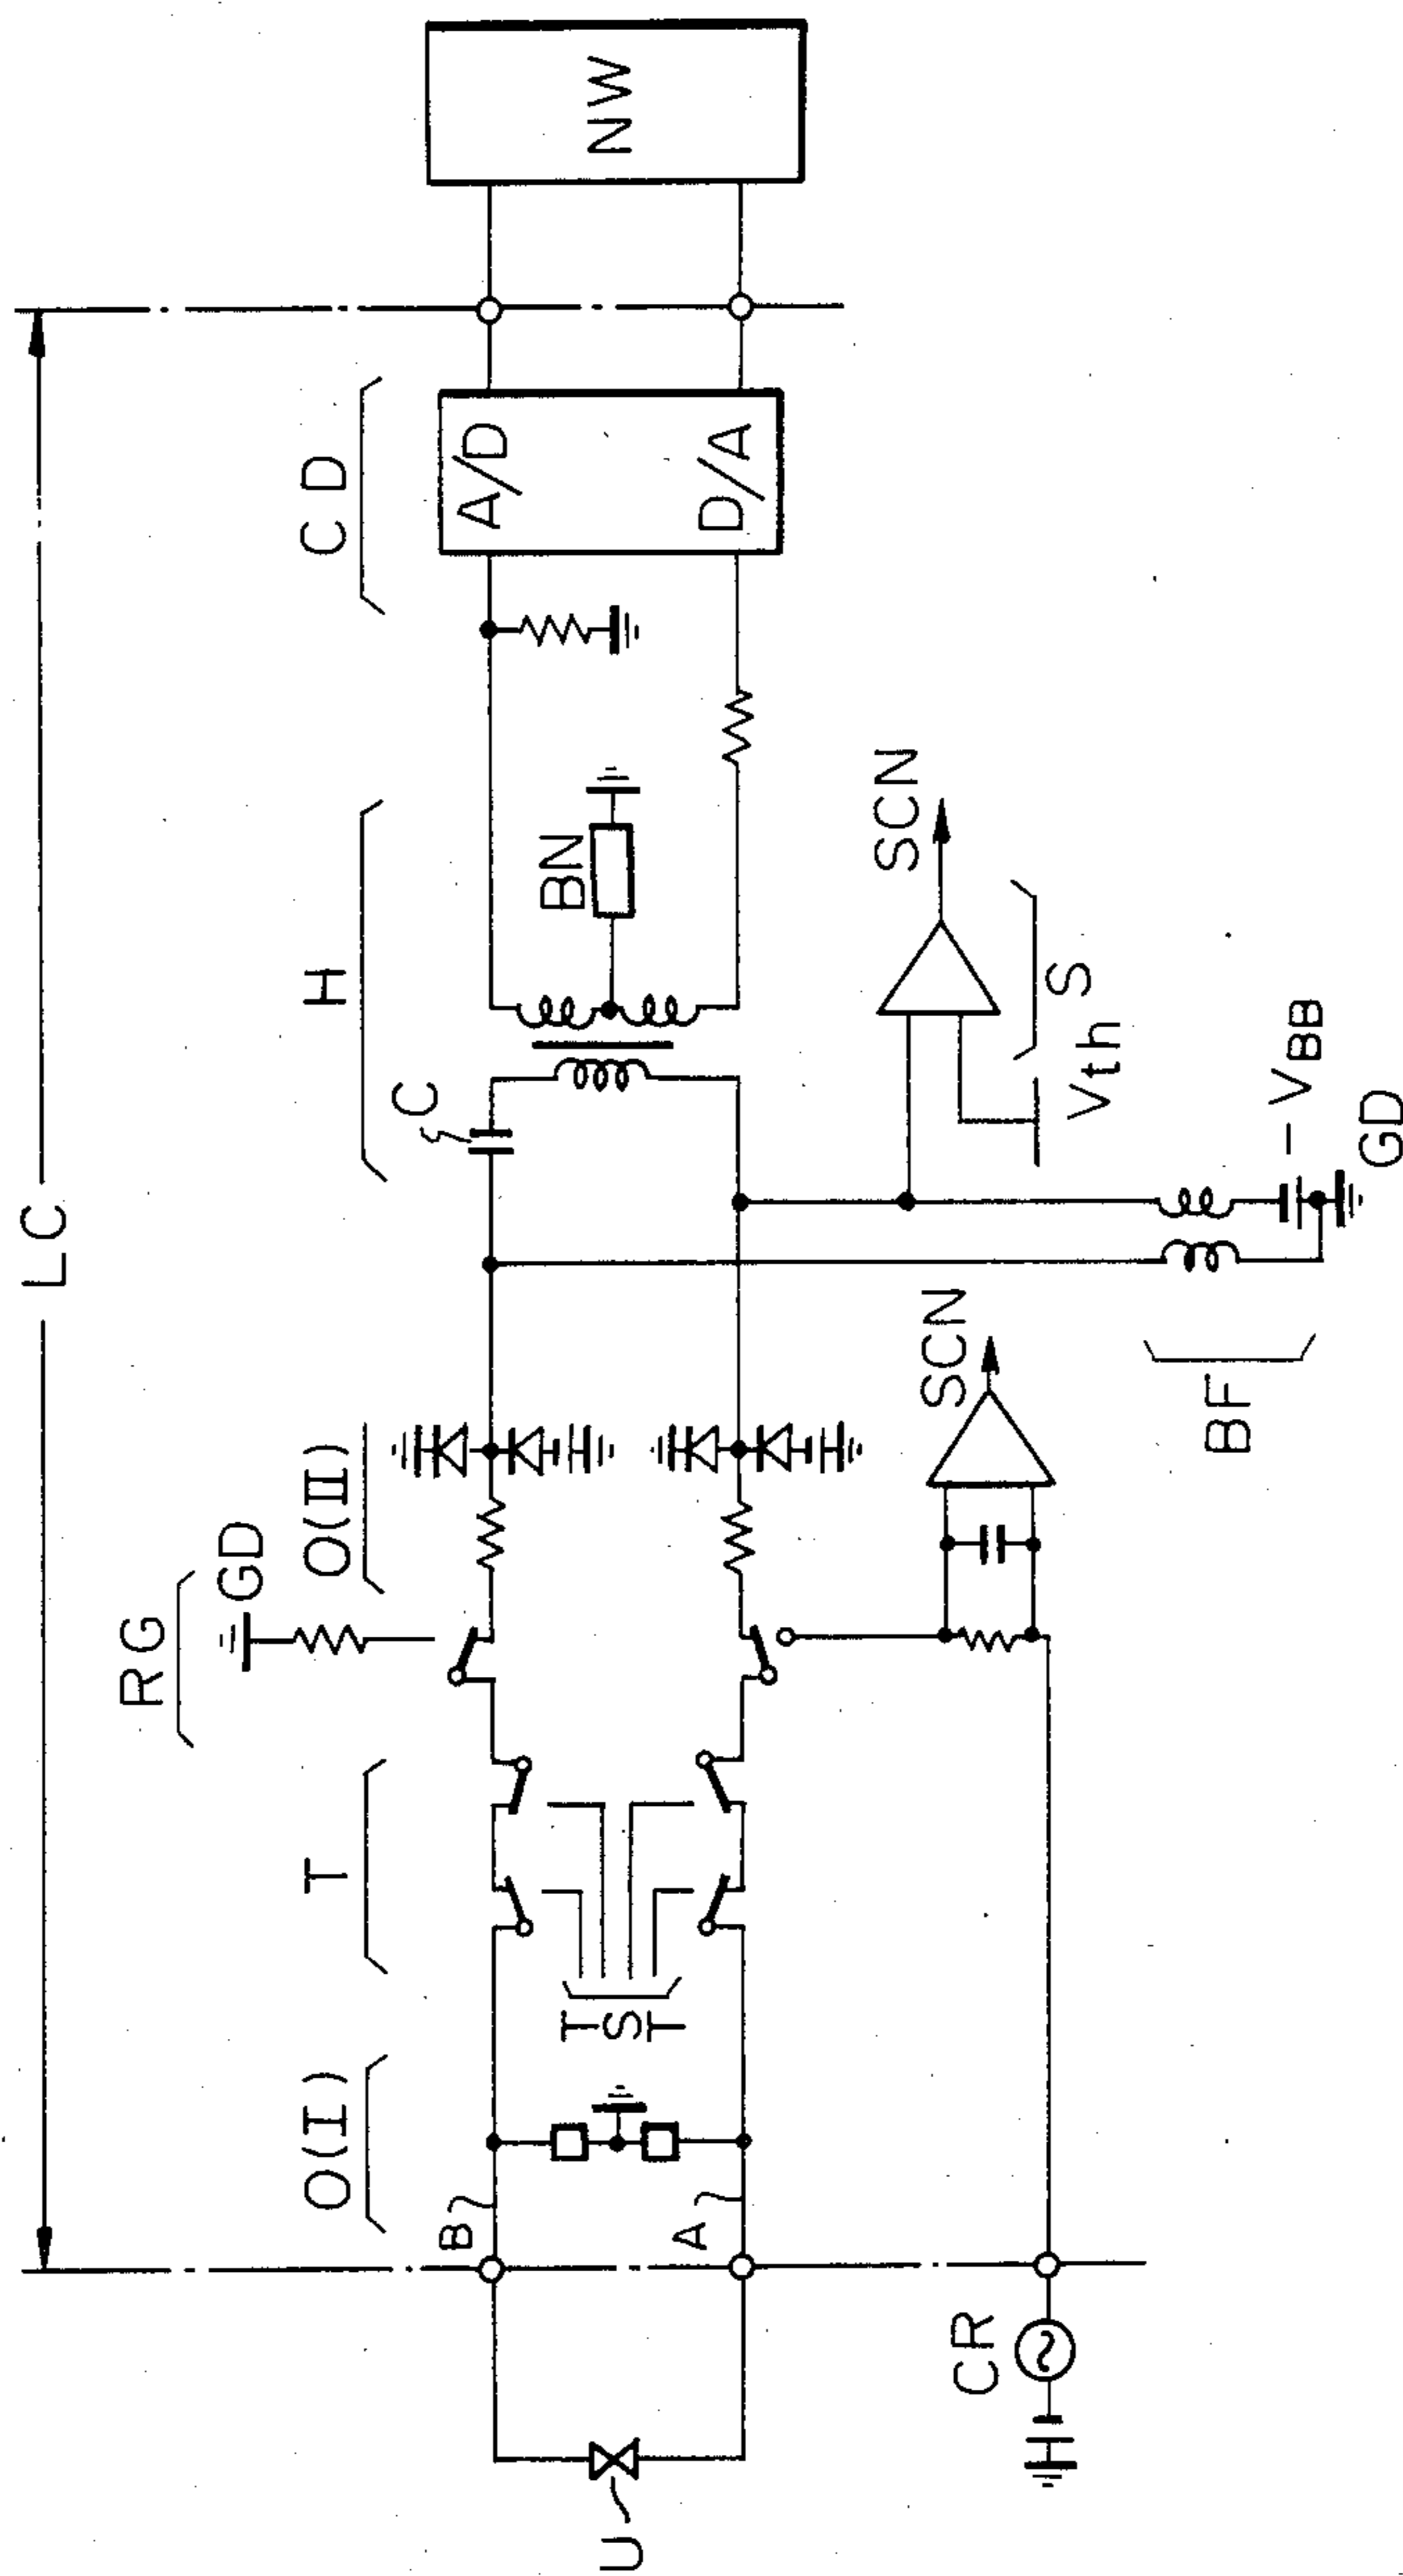 LC
O(I)
T
RG
GD
O(II)
H
C
CD
B
A
TST
BN
A/D
D/A
NW
U
CR
SCN
SCN
S
Vth
BF
-VBB
GD